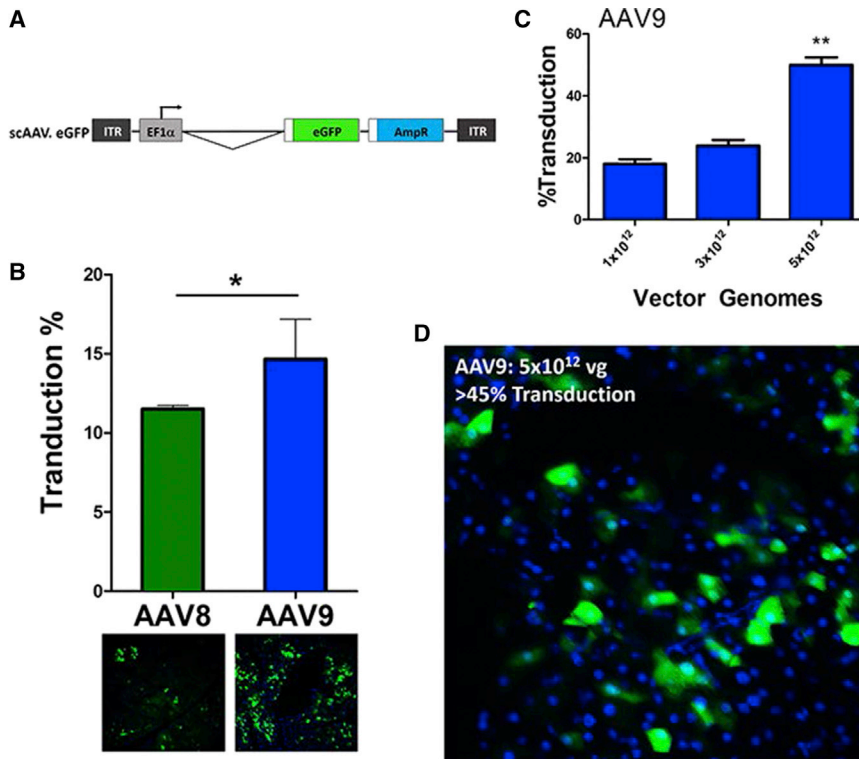 A
scAAV. eGFP ITR EF1α eGFP AmpR ITR
B
Tranduction %
20
15
10
5
0
*
AAV8 AAV9
C
AAV9
%Transduction
60
40
20
0
**
1x10¹² 3x10¹² 5x10¹²
Vector Genomes
D
AAV9: 5x10¹² vg
>45% Transduction